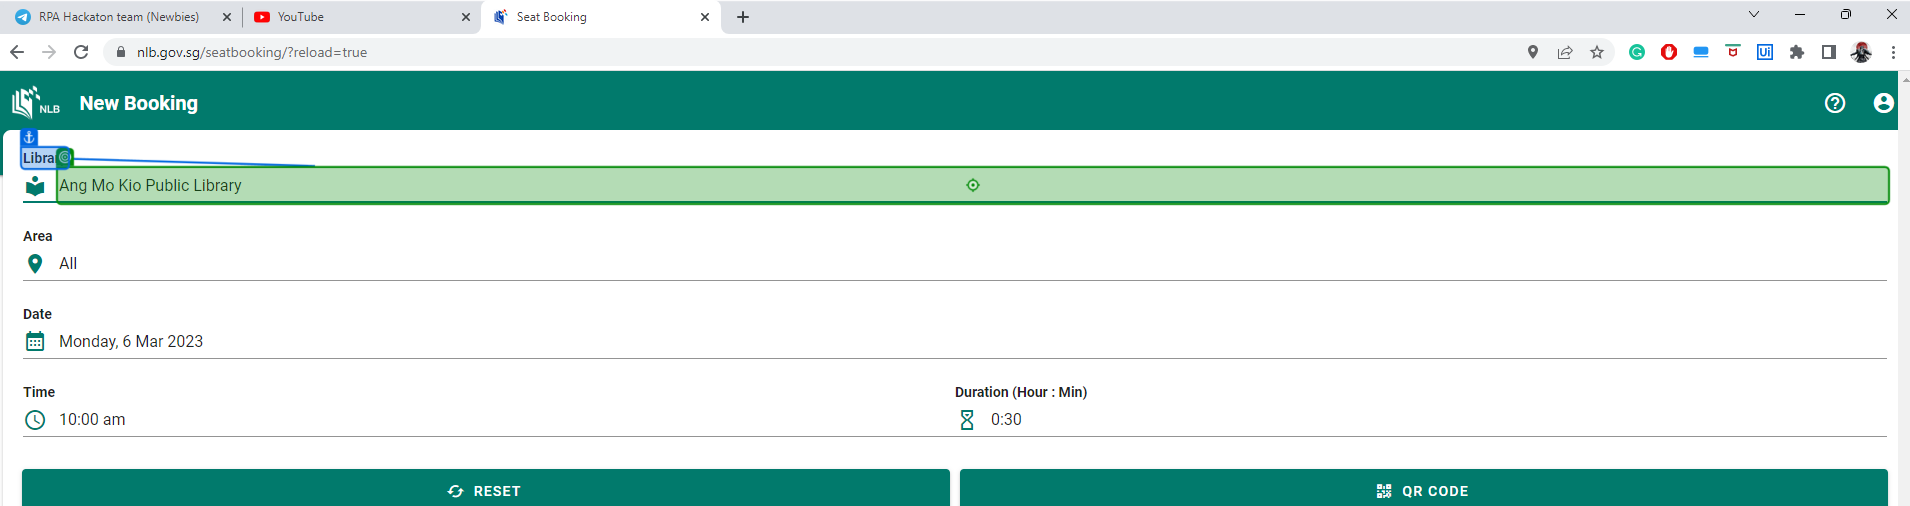 RPA Hackaton team (Newbies)
YouTube
Seat Booking
nlb.gov.sg/seatbooking/?reload=true
Ui
NLB
New Booking
Libra
Ang Mo Kio Public Library
Area
All
Date
Monday, 6 Mar 2023
Time
Duration (Hour : Min)
10:00 am
0:30
RESET
QR CODE